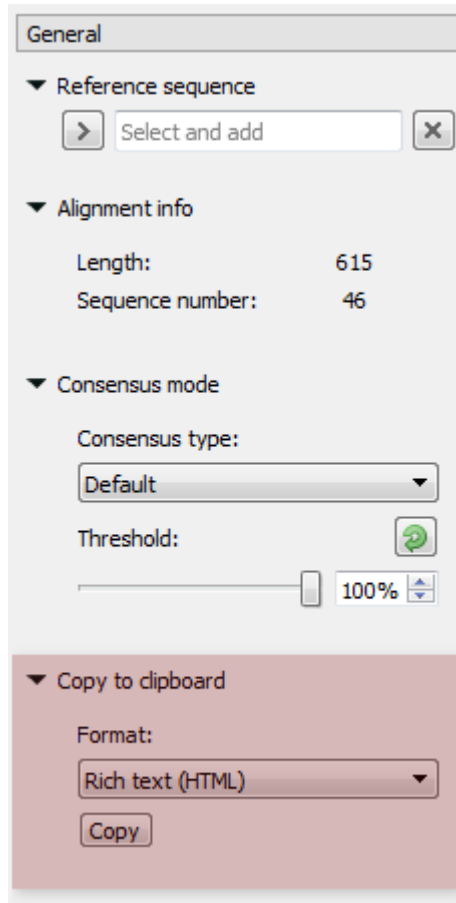 General
Reference sequence
Select and add
Alignment info
Length: 615
Sequence number: 46
Consensus mode
Consensus type:
Default
Threshold:
100%
Copy to clipboard
Format:
Rich text (HTML)
Copy